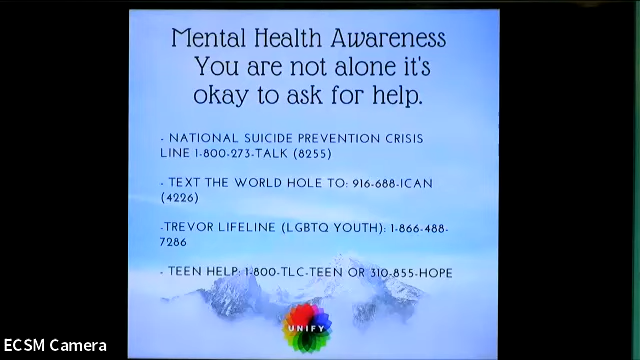 Mental Health Awareness
You are not alone it's
okay to ask for help.
- NATIONAL SUICIDE PREVENTION CRISIS
LINE 1-800-273-TALK (8255)
- TEXT THE WORLD HOLE TO: 916-688-ICAN
(4226)
-TREVOR LIFELINE (LGBTQ YOUTH): 1-866-488-
7286
- TEEN HELP: 1-800-TLC-TEEN OR 310-855-HOPE
UNIFY
ECSM Camera